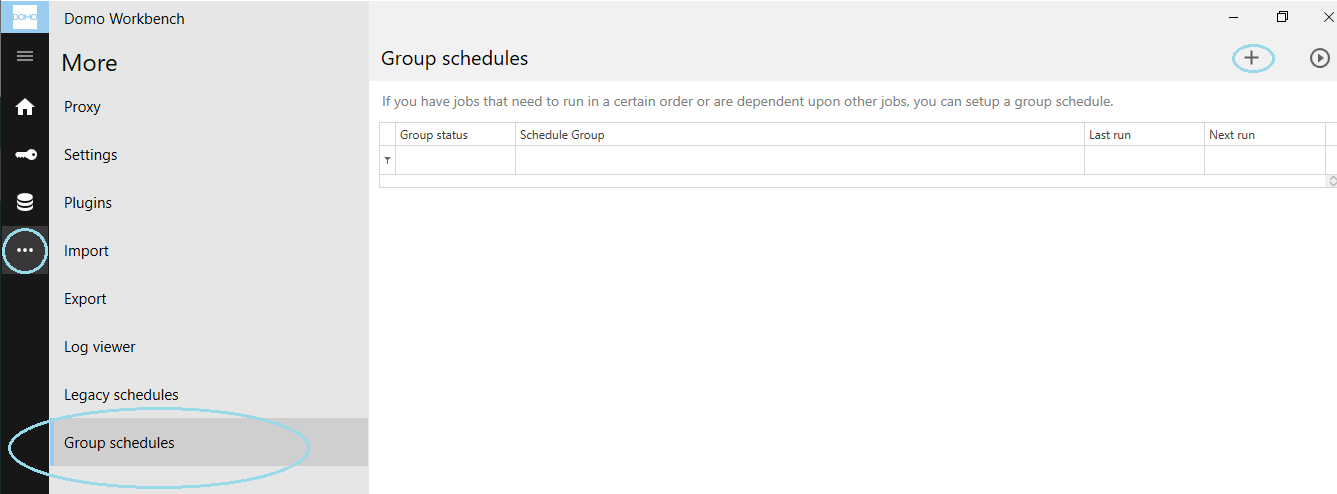 DOMO
Domo Workbench
More
Proxy
Settings
Plugins
Import
Export
Log viewer
Legacy schedules
Group schedules
Group schedules
If you have jobs that need to run in a certain order or are dependent upon other jobs, you can setup a group schedule.
Group status Schedule Group Last run Next run